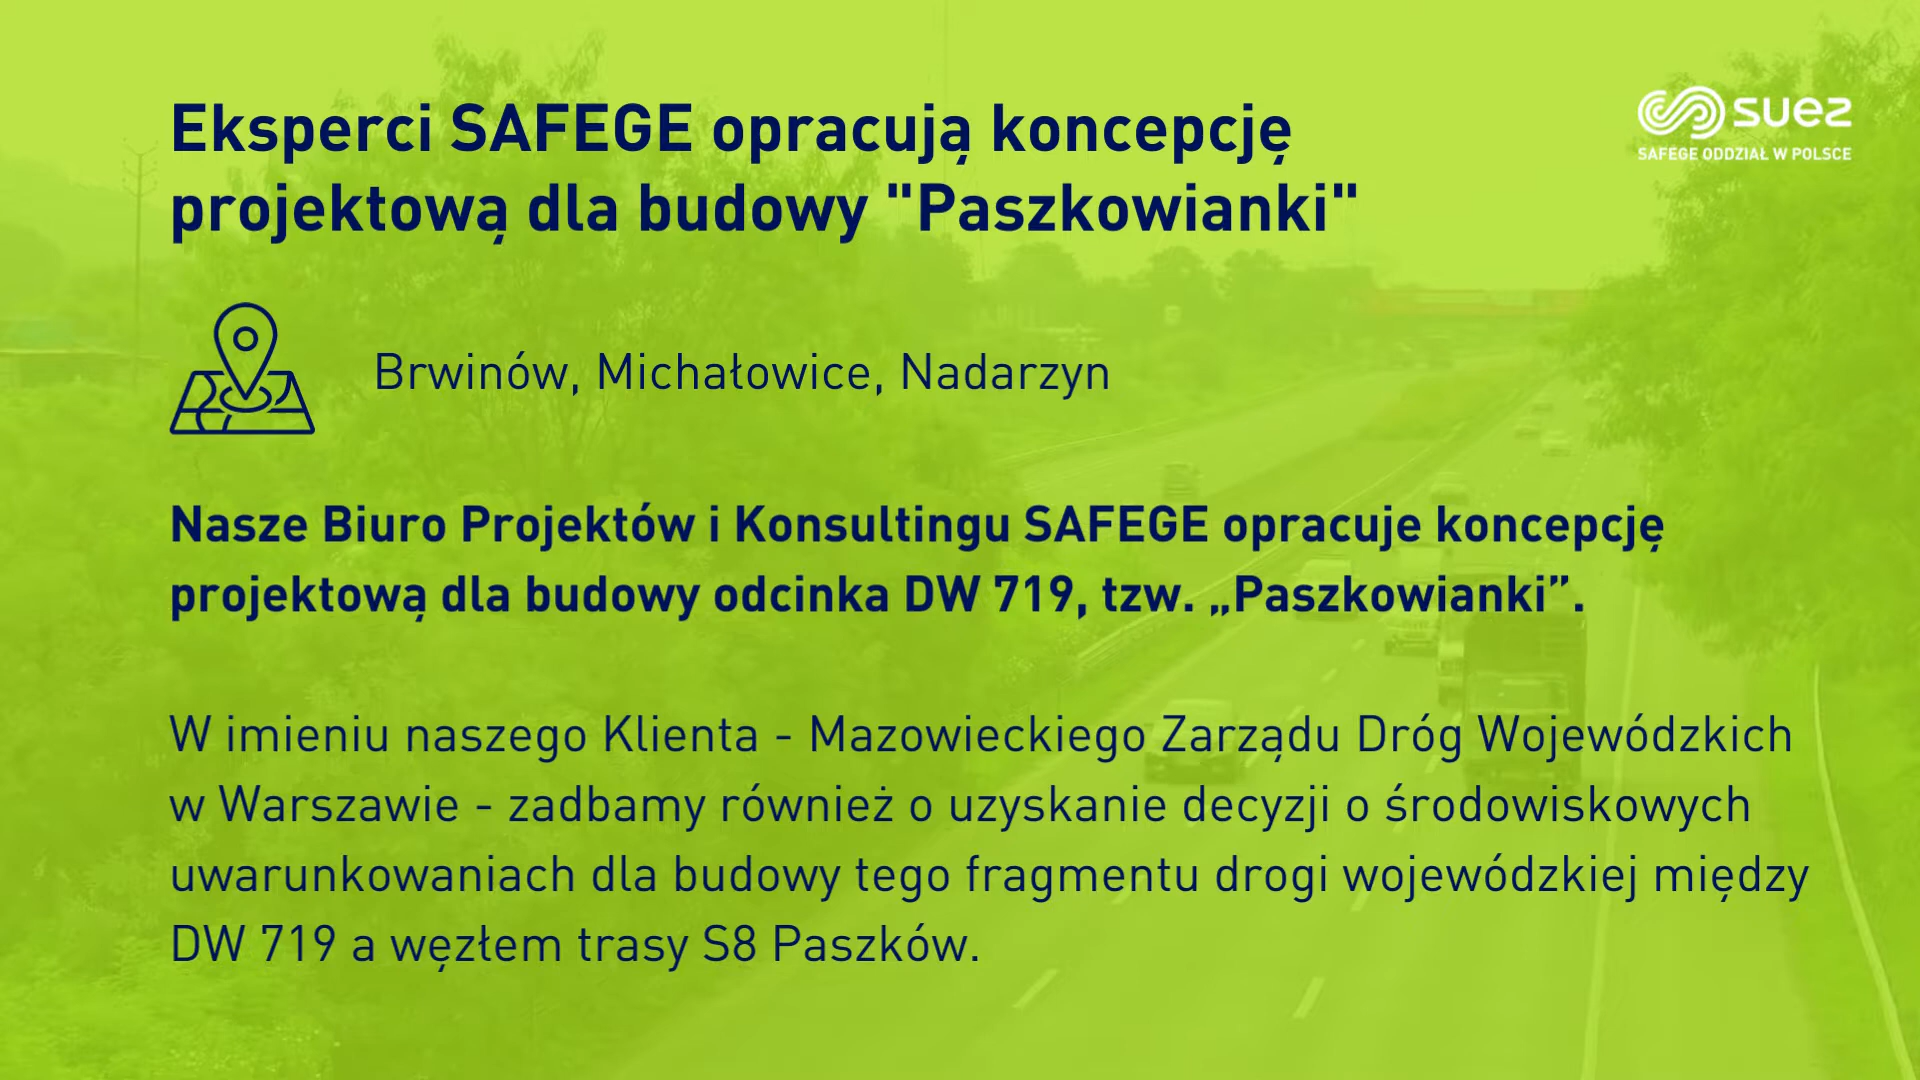 Eksperci SAFEGE opracują koncepcję
projektową dla budowy "Paszkowianki"
suez
SAFEGE ODDZIAŁ W POLSCE
Brwinów, Michałowice, Nadarzyn
Nasze Biuro Projektów i Konsultingu SAFEGE opracuje koncepcję
projektową dla budowy odcinka DW 719, tzw. „Paszkowianki”.
W imieniu naszego Klienta - Mazowieckiego Zarządu Dróg Wojewódzkich
w Warszawie - zadbamy również o uzyskanie decyzji o środowiskowych
uwarunkowaniach dla budowy tego fragmentu drogi wojewódzkiej między
DW 719 a węzłem trasy S8 Paszków.